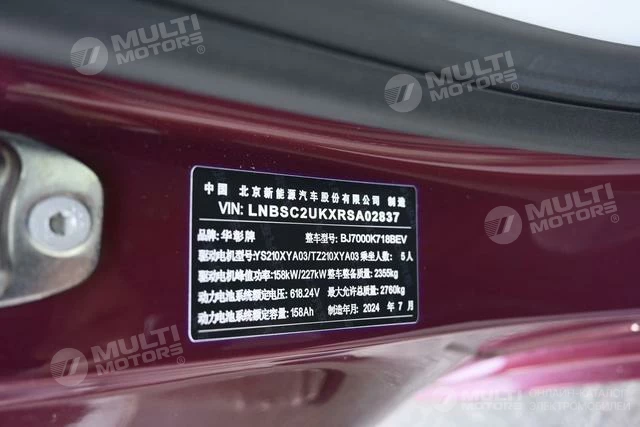 MULTI MOTORS®
MULTI MOTORS®
中国 北京新能源汽车股份有限公司 制造
VIN: LNBSC2UKXRSA02837
品牌:华彰牌 整车型号:BJ7000K718BEV
驱动电机型号:YS210XYA03/TZ210XYA03 乘坐人数: 5人
驱动电机峰值功率:158kW/227kW 整车整备质量:2355kg
动力电池系统额定电压: 618.24V 最大允许总质量:2760kg
动力电池系统额定容量:158Ah 制造年月: 2024 年 7 月
MULTI MOTORS®
MULTI MOTORS®
MULTI MOTORS
ОНЛАЙН-КАТАЛОГ
ЭЛЕКТРОМОБИЛЕЙ